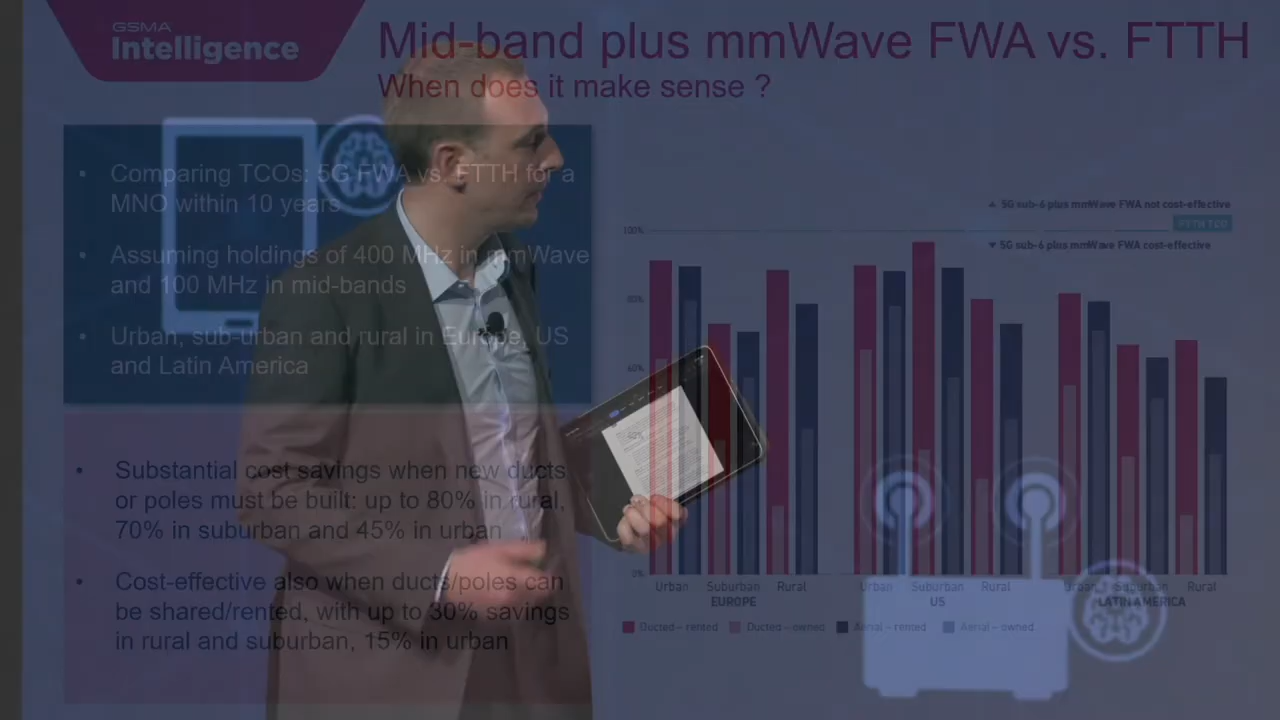 GSMA
Intelligence
Mid-band plus mmWave FWA vs. FTTH
When does it make sense ?
• Comparing TCOs: 5G FWA vs. FTTH for a
MNO within 10 years
• Assuming holdings of 400 MHz in mmWave
and 100 MHz in mid-bands
• Urban, sub-urban and rural in Europe, US
and Latin America
• Substantial cost savings when new ducts
or poles must be built: up to 80% in rural,
70% in suburban and 45% in urban
• Cost-effective also when ducts/poles can
be shared/rented, with up to 30% savings
in rural and suburban, 15% in urban
▲ 5G sub-6 plus mmWave FWA not cost-effective
100%
FTTH TCO
▼ 5G sub-6 plus mmWave FWA cost-effective
80%
60%
0%
Urban Suburban Rural Urban Suburban Rural Urban Suburban Rural
EUROPE US LATIN AMERICA
Ducted – rented Ducted – owned Aerial – rented Aerial – owned